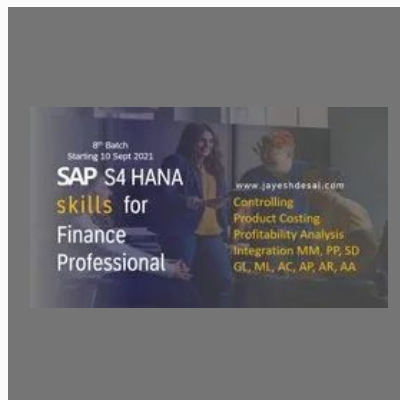 8th Batch
Starting 10 Sept 2021
SAP S4 HANA
skills for
Finance
Professional
www.jayeshdesai.com
Controlling
Product Costing
Profitability Analysis
Integration MM, PP, SD
GL, ML, AC, AP, AR, AA